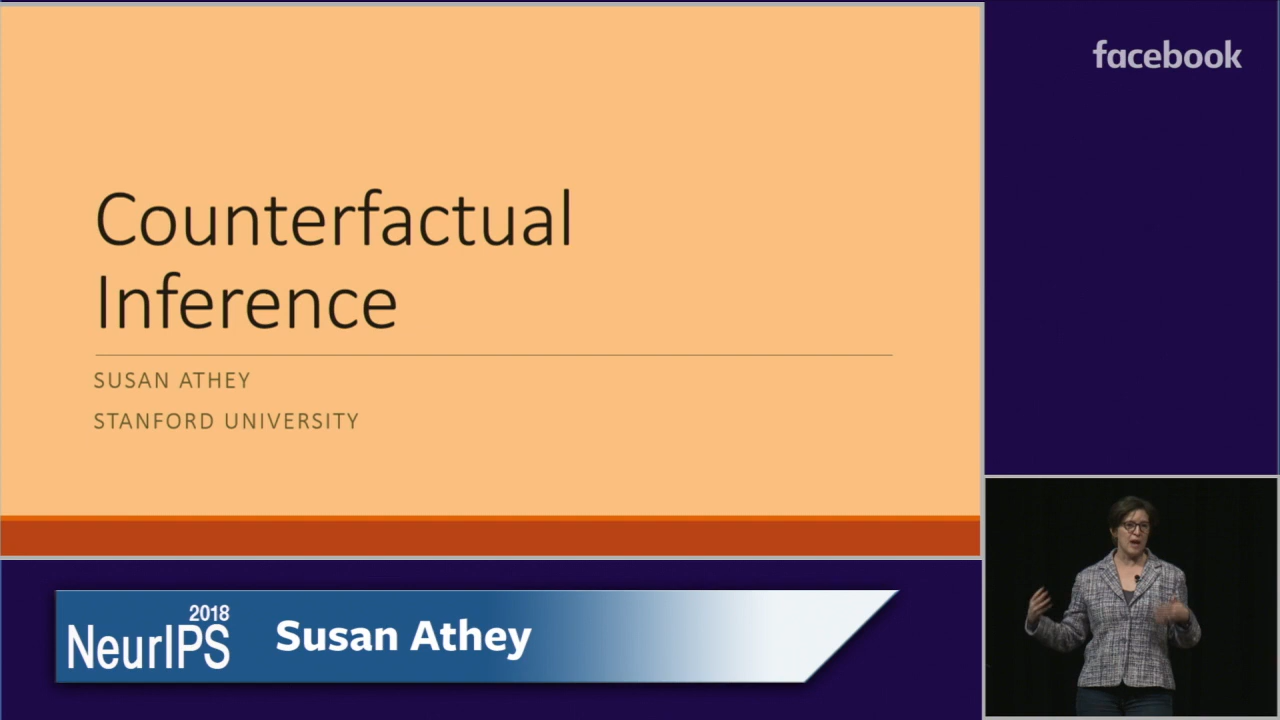 facebook
Counterfactual
Inference
SUSAN ATHEY
STANFORD UNIVERSITY
2018
NeurIPS
Susan Athey